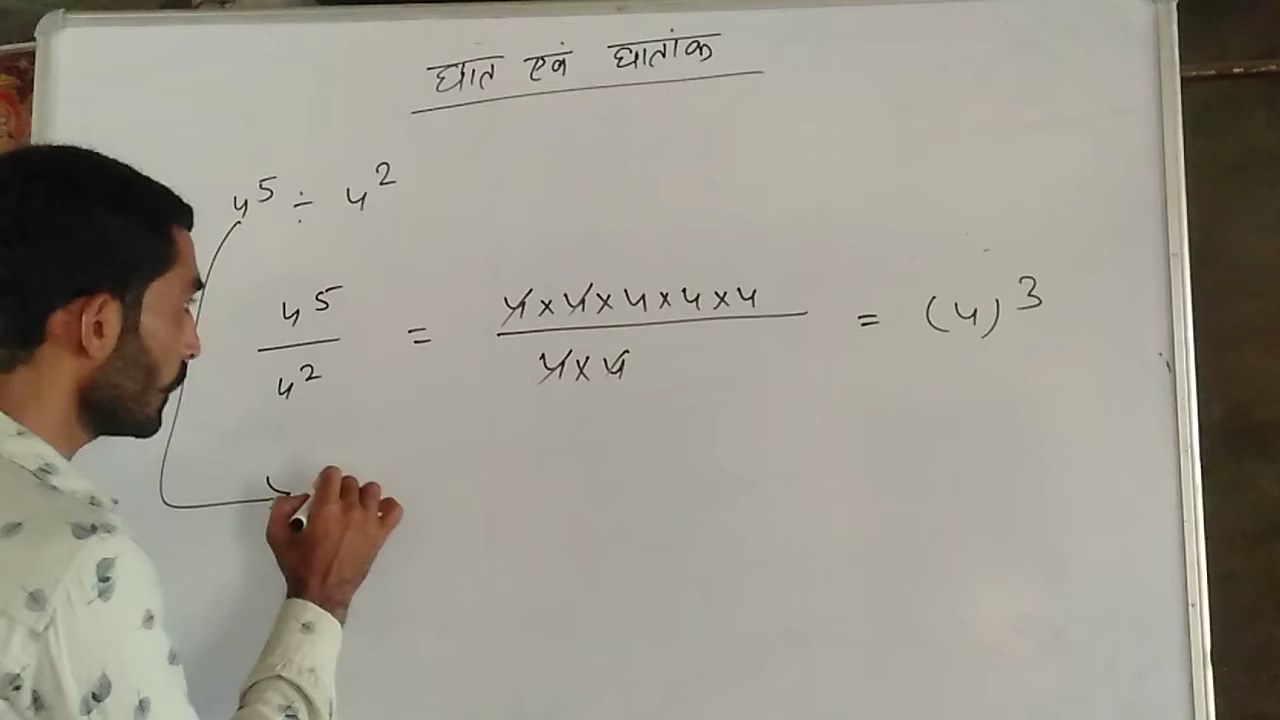 घात एवं घातांक
4⁵ ÷ 4²
4⁵/4² = 4×4×4×4×4/4×4 = (4)³